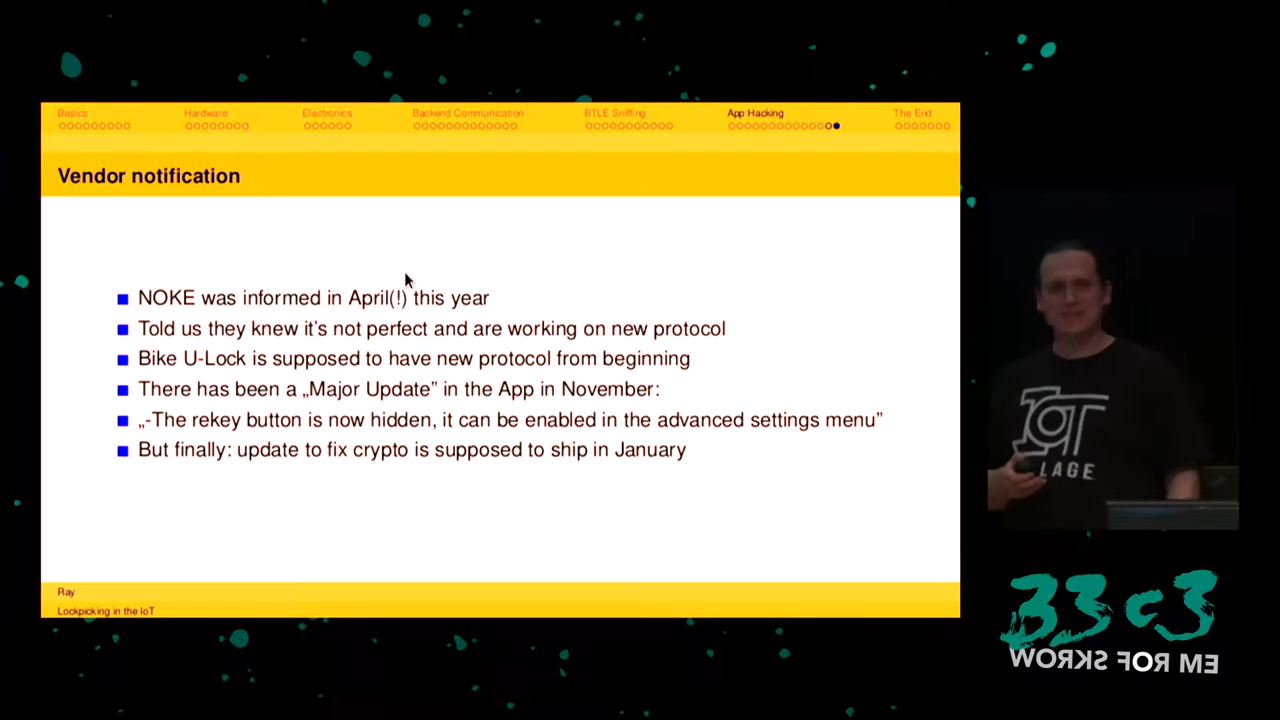 Basics
Hardware
Electronics
Backend Communication
BTLE Sniffing
App Hacking
The End
Vendor notification
NOKE was informed in April(!) this year
Told us they knew it's not perfect and are working on new protocol
Bike U-Lock is supposed to have new protocol from beginning
There has been a „Major Update” in the App in November:
„-The rekey button is now hidden, it can be enabled in the advanced settings menu”
But finally: update to fix crypto is supposed to ship in January
Ray
Lockpicking in the IoT
IoT
LAGE
33c3
WORKS FOR ME